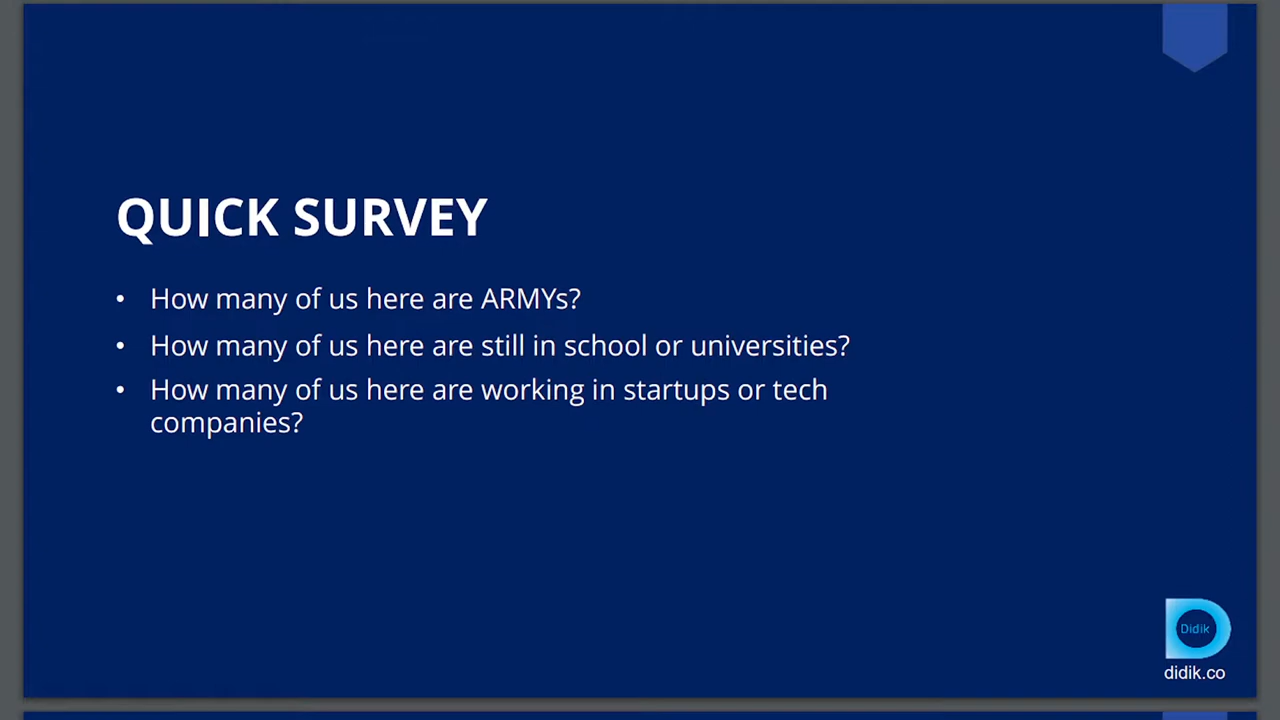 QUICK SURVEY
• How many of us here are ARMYs?
• How many of us here are still in school or universities?
• How many of us here are working in startups or tech
companies?
Didik
didik.co